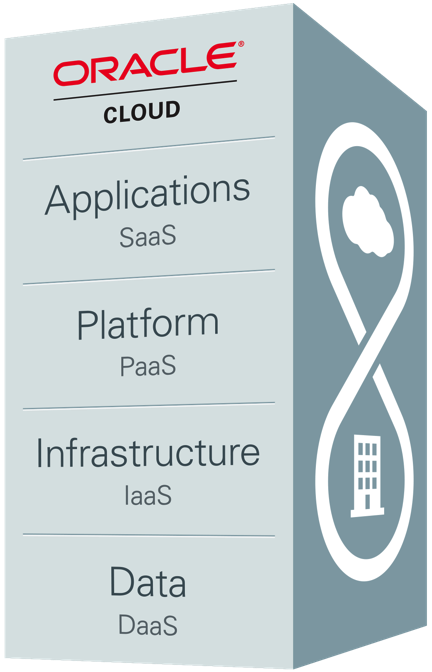 ORACLE®
CLOUD
Applications
SaaS
Platform
PaaS
Infrastructure
IaaS
Data
DaaS